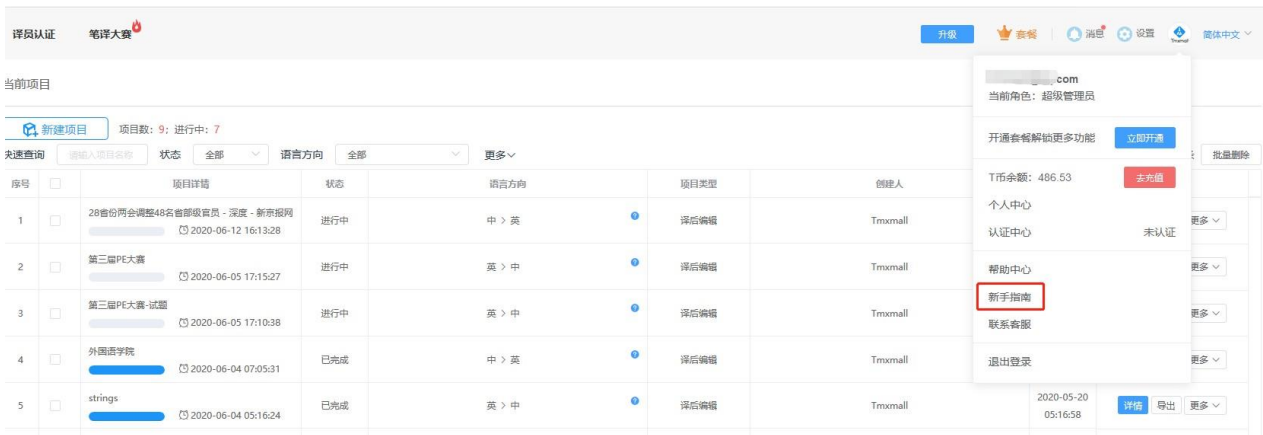 译员认证 笔译大赛 升级 套餐 消息 设置 Tmxmall 简体中文
当前项目
.com
当前角色：超级管理员
新建项目 项目数：9；进行中：7
开通套餐解锁更多功能 立即开通
快速查询 请输入项目名称 状态 全部 语言方向 全部 更多 批量删除
序号 项目详情 状态 语言方向 项目类型 创建人
T币余额：486.53 去充值
个人中心
认证中心 未认证
1 28省份两会调整48名省部级官员 - 深度 - 新京报网 进行中 中 > 英 ? 译后编辑 Tmxmall 更多
2020-06-12 16:13:28
2 第三届PE大赛 进行中 英 > 中 ? 译后编辑 Tmxmall 更多
2020-06-05 17:15:27
帮助中心
新手指南
联系客服
3 第三届PE大赛-试题 进行中 英 > 中 ? 译后编辑 Tmxmall 更多
2020-06-05 17:10:38
退出登录
4 外国语学院 已完成 中 > 英 ? 译后编辑 Tmxmall 更多
2020-06-04 07:05:31
5 strings 已完成 英 > 中 ? 译后编辑 Tmxmall 2020-05-20 详情 导出 更多
2020-06-04 05:16:24 05:16:58